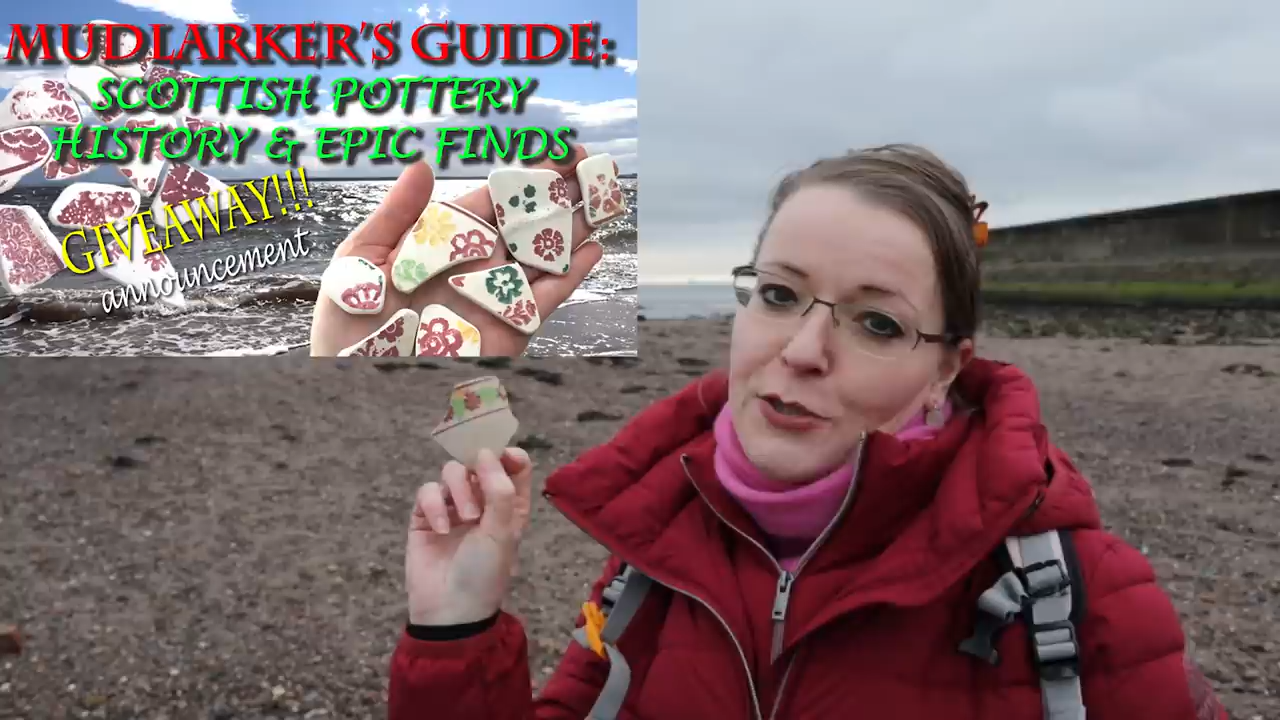 MUDLARKER'S GUIDE:
SCOTTISH POTTERY
HISTORY & EPIC FINDS
GIVEAWAY!!!
announcement